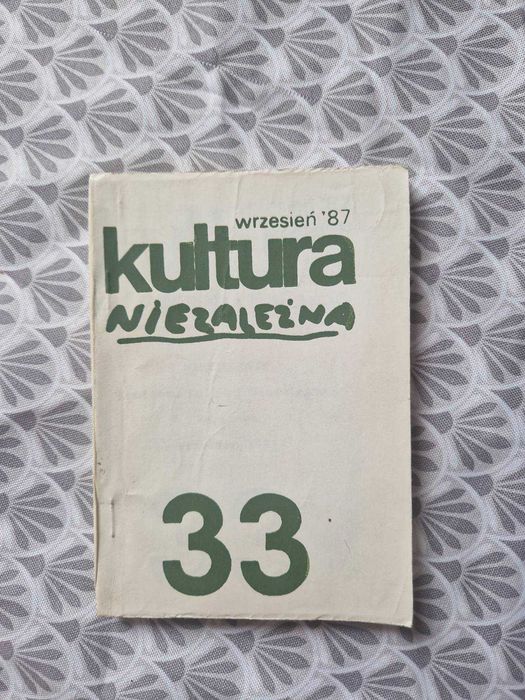 wrzesień '87
kultura
NIEZALEŻNA
33